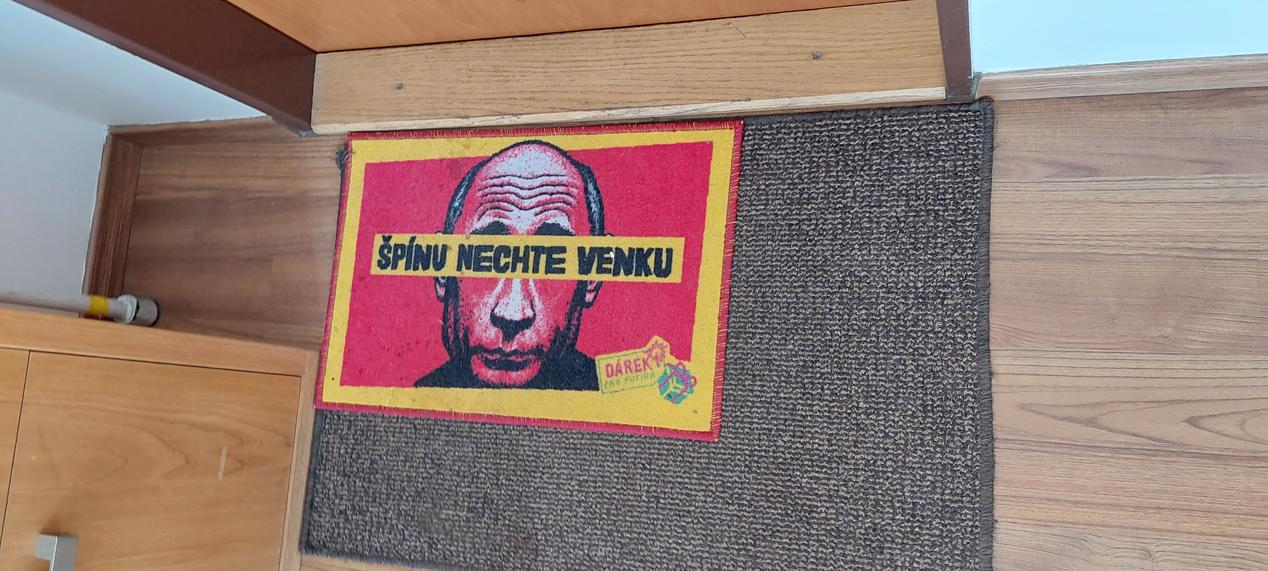 ŠPÍNU NECHTE VENKU
DÁREK
PRO PUTINA